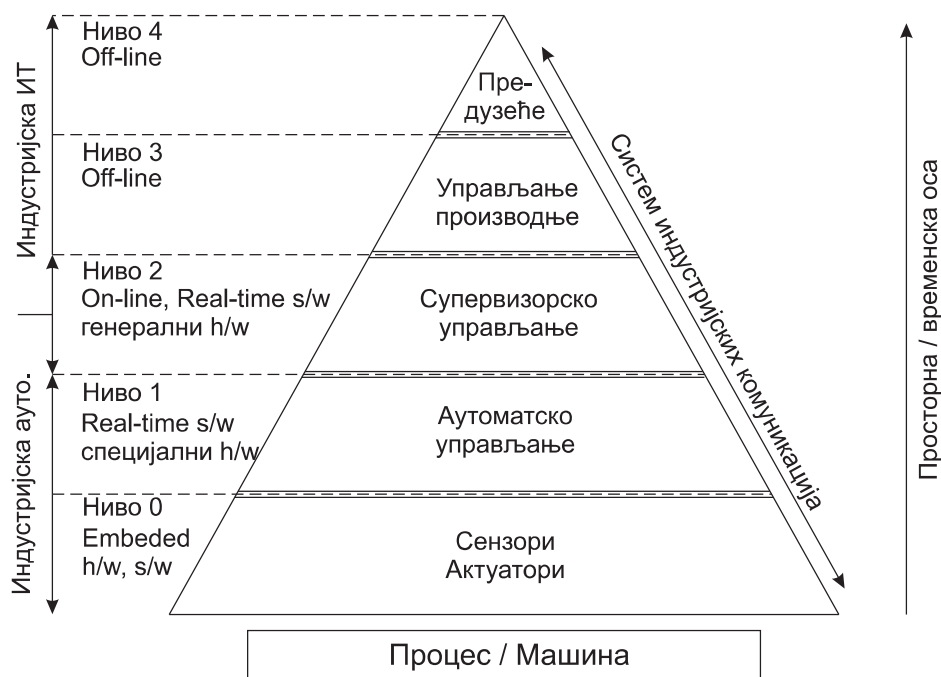 Ниво 4
Off-line
Ниво 3
Off-line
Ниво 2
On-line, Real-time s/w
генерални h/w
Ниво 1
Real-time s/w
специјални h/w
Ниво 0
Embeded
h/w, s/w
Индустријска ИТ
Индустријска ауто.
Пре-
дузеће
Управљање
производње
Супервизорско
управљање
Аутоматско
управљање
Сензори
Актуатори
Систем индустријских комуникација
Просторна / временска оса
Процес / Машина